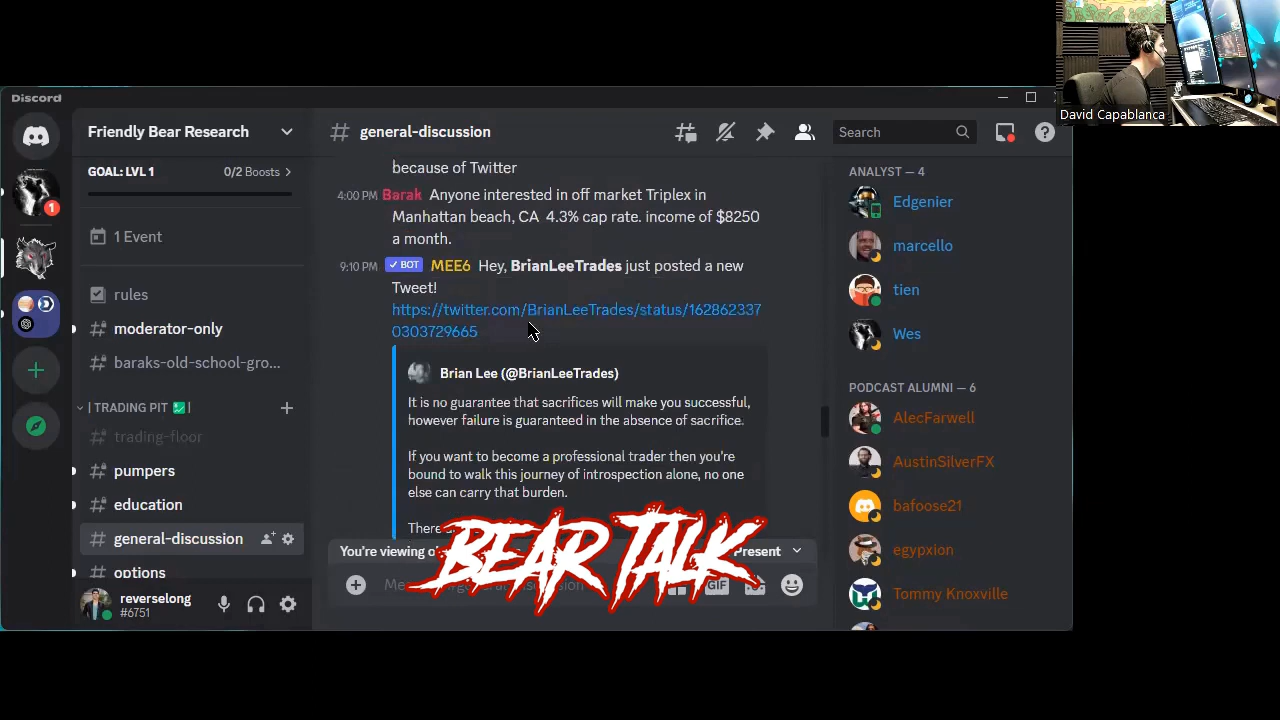 David Capablanca
Discord
Friendly Bear Research
GOAL: LVL 1
0/2 Boosts
1 Event
rules
moderator-only
baraks-old-school-gro...
| TRADING PIT
|
trading-floor
pumpers
education
general-discussion
options
reverselong
#6751
1
general-discussion
Search
because of Twitter
4:00 PM Barak Anyone interested in off market Triplex in
Manhattan beach, CA 4.3% cap rate. income of $8250
a month.
9:10 PM ✓ BOT MEE6 Hey, BrianLeeTrades just posted a new
Tweet!
https://twitter.com/BrianLeeTrades/status/162862337
0303729665
Brian Lee (@BrianLeeTrades)
It is no guarantee that sacrifices will make you successful,
however failure is guaranteed in the absence of sacrifice.
If you want to become a professional trader then you're
bound to walk this journey of introspection alone, no one
else can carry that burden.
You're viewing
Present
GIF
BEAR TALK
ANALYST — 4
Edgenier
marcello
tien
Wes
PODCAST ALUMNI — 6
AlecFarwell
AustinSilverFX
bafoose21
egypxion
Tommy Knoxville